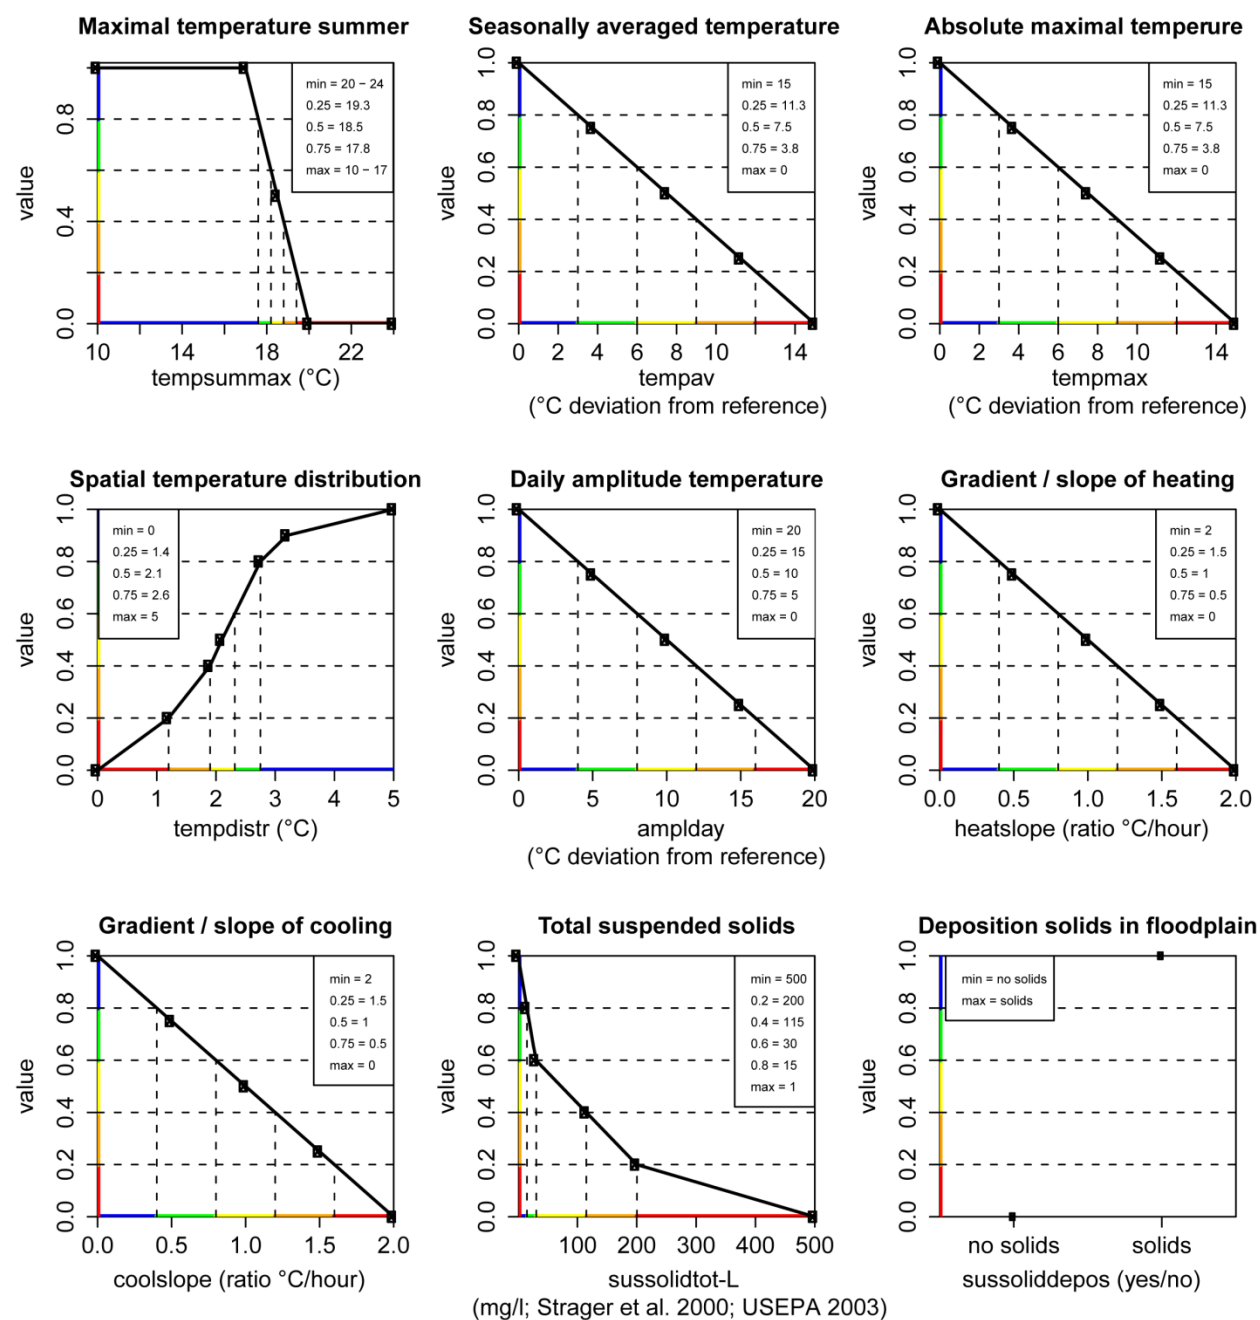 Maximal temperature summer
value
0.0 0.4 0.8
min = 20 − 24
0.25 = 19.3
0.5 = 18.5
0.75 = 17.8
max = 10 − 17
10 14 18 22
tempsummax (°C)
Seasonally averaged temperature
value
0.0 0.2 0.4 0.6 0.8 1.0
min = 15
0.25 = 11.3
0.5 = 7.5
0.75 = 3.8
max = 0
0 2 4 6 8 10 14
tempav
(°C deviation from reference)
Absolute maximal temperure
value
0.0 0.2 0.4 0.6 0.8 1.0
min = 15
0.25 = 11.3
0.5 = 7.5
0.75 = 3.8
max = 0
0 2 4 6 8 10 14
tempmax
(°C deviation from reference)
Spatial temperature distribution
value
0.0 0.2 0.4 0.6 0.8 1.0
min = 0
0.25 = 1.4
0.5 = 2.1
0.75 = 2.6
max = 5
0 1 2 3 4 5
tempdistr (°C)
Daily amplitude temperature
value
0.0 0.2 0.4 0.6 0.8 1.0
min = 20
0.25 = 15
0.5 = 10
0.75 = 5
max = 0
0 5 10 15 20
amplday
(°C deviation from reference)
Gradient / slope of heating
value
0.0 0.2 0.4 0.6 0.8 1.0
min = 2
0.25 = 1.5
0.5 = 1
0.75 = 0.5
max = 0
0.0 0.5 1.0 1.5 2.0
heatslope (ratio °C/hour)
Gradient / slope of cooling
value
0.0 0.2 0.4 0.6 0.8 1.0
min = 2
0.25 = 1.5
0.5 = 1
0.75 = 0.5
max = 0
0.0 0.5 1.0 1.5 2.0
coolslope (ratio °C/hour)
Total suspended solids
value
0.0 0.2 0.4 0.6 0.8 1.0
min = 500
0.2 = 200
0.4 = 115
0.6 = 30
0.8 = 15
max = 1
100 200 300 400 500
sussolidtot-L
(mg/l; Strager et al. 2000; USEPA 2003)
Deposition solids in floodplain
value
0.0 0.2 0.4 0.6 0.8 1.0
min = no solids
max = solids
no solids solids
sussoliddepos (yes/no)